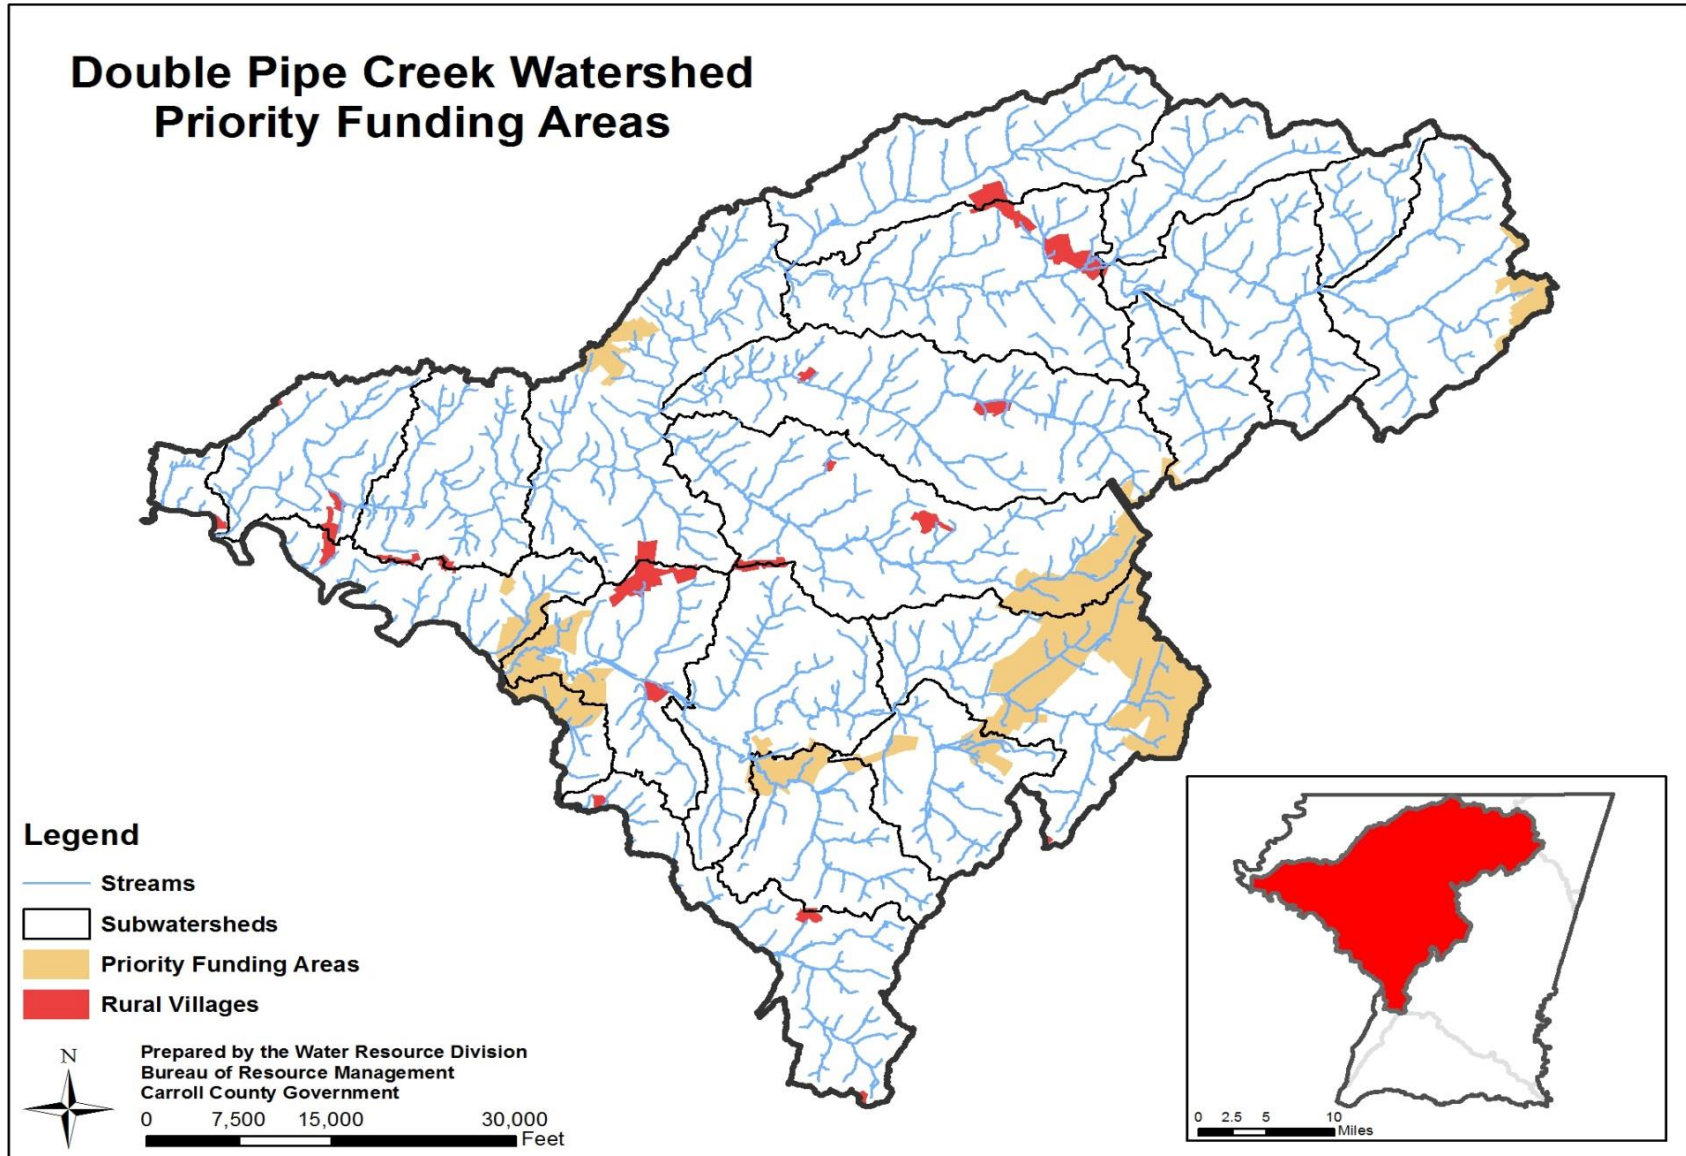 Double Pipe Creek Watershed
Priority Funding Areas
Legend
Streams
Subwatersheds
Priority Funding Areas
Rural Villages
N
Prepared by the Water Resource Division
Bureau of Resource Management
Carroll County Government
0 7,500 15,000 30,000
Feet
0 2.5 5 10
Miles